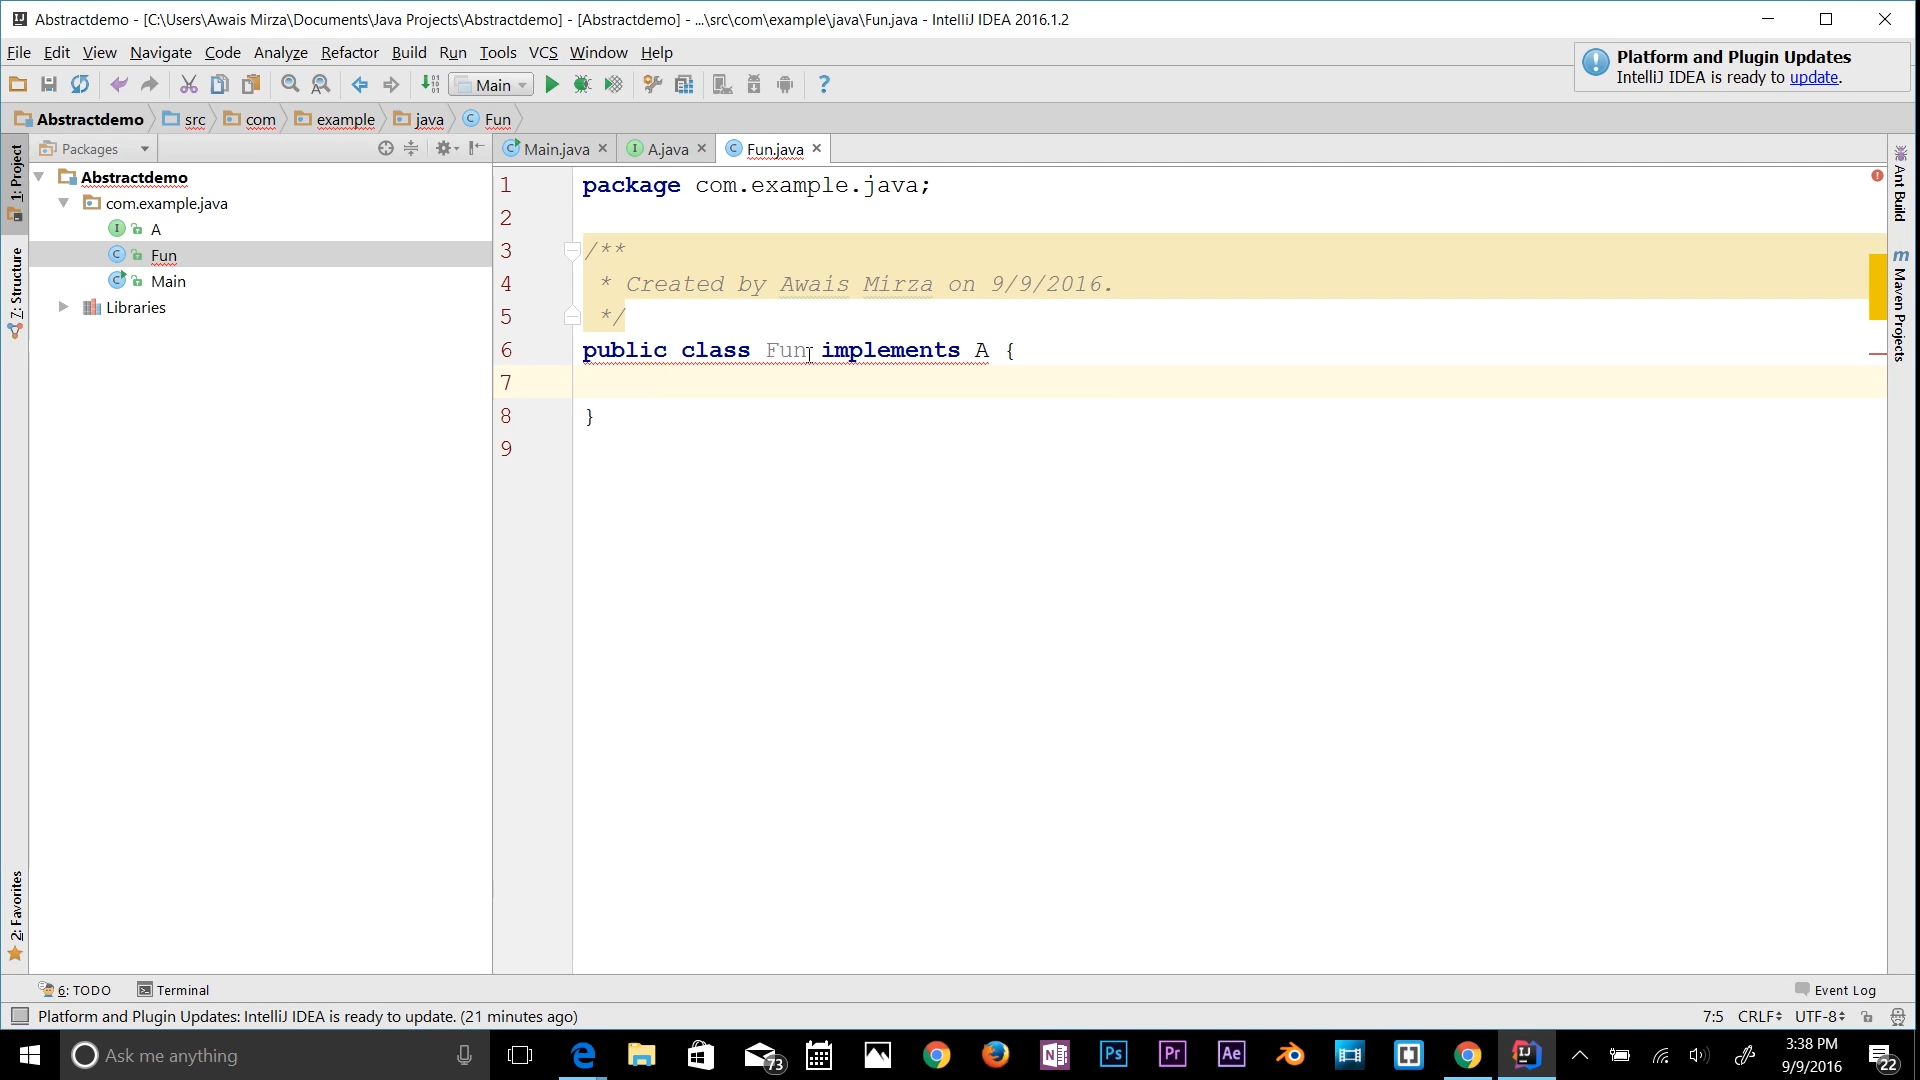 Abstractdemo - [C:\Users\Awais Mirza\Documents\Java Projects\Abstractdemo] - [Abstractdemo] - ...\src\com\example\java\Fun.java - IntelliJ IDEA 2016.1.2
File Edit View Navigate Code Analyze Refactor Build Run Tools VCS Window Help
Platform and Plugin Updates
IntelliJ IDEA is ready to update.
Main
Abstractdemo src com example java Fun
Packages
Main.java A.java Fun.java
1: Project
7: Structure
2: Favorites
Abstractdemo
com.example.java
A
Fun
Main
Libraries
1 package com.example.java;
2
3 /**
4 * Created by Awais Mirza on 9/9/2016.
5 */
6 public class Fun implements A {
7
8 }
9
Ant Build
Maven Projects
6: TODO Terminal Event Log
Platform and Plugin Updates: IntelliJ IDEA is ready to update. (21 minutes ago) 7:5 CRLF UTF-8
Ask me anything
73
3:38 PM
9/9/2016
22